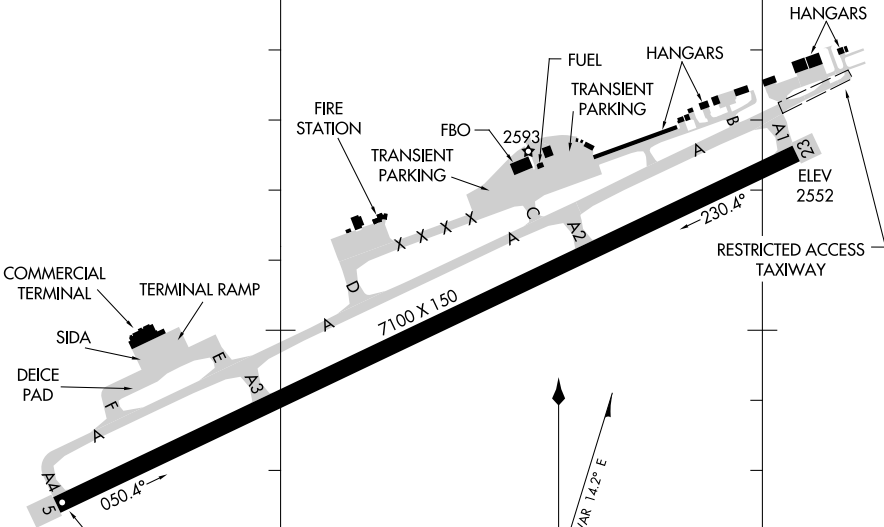 HANGARS
HANGARS
FUEL
TRANSIENT
PARKING
FIRE
STATION
FBO
2593
TRANSIENT
PARKING
B
A1
23
A
ELEV
2552
230.4°
C
A2
A
X X X X
RESTRICTED ACCESS
TAXIWAY
COMMERCIAL
TERMINAL
TERMINAL RAMP
D
7100 X 150
A
SIDA
E
DEICE
PAD
A3
F
A
A4
050.4°
5
VAR 14.2° E